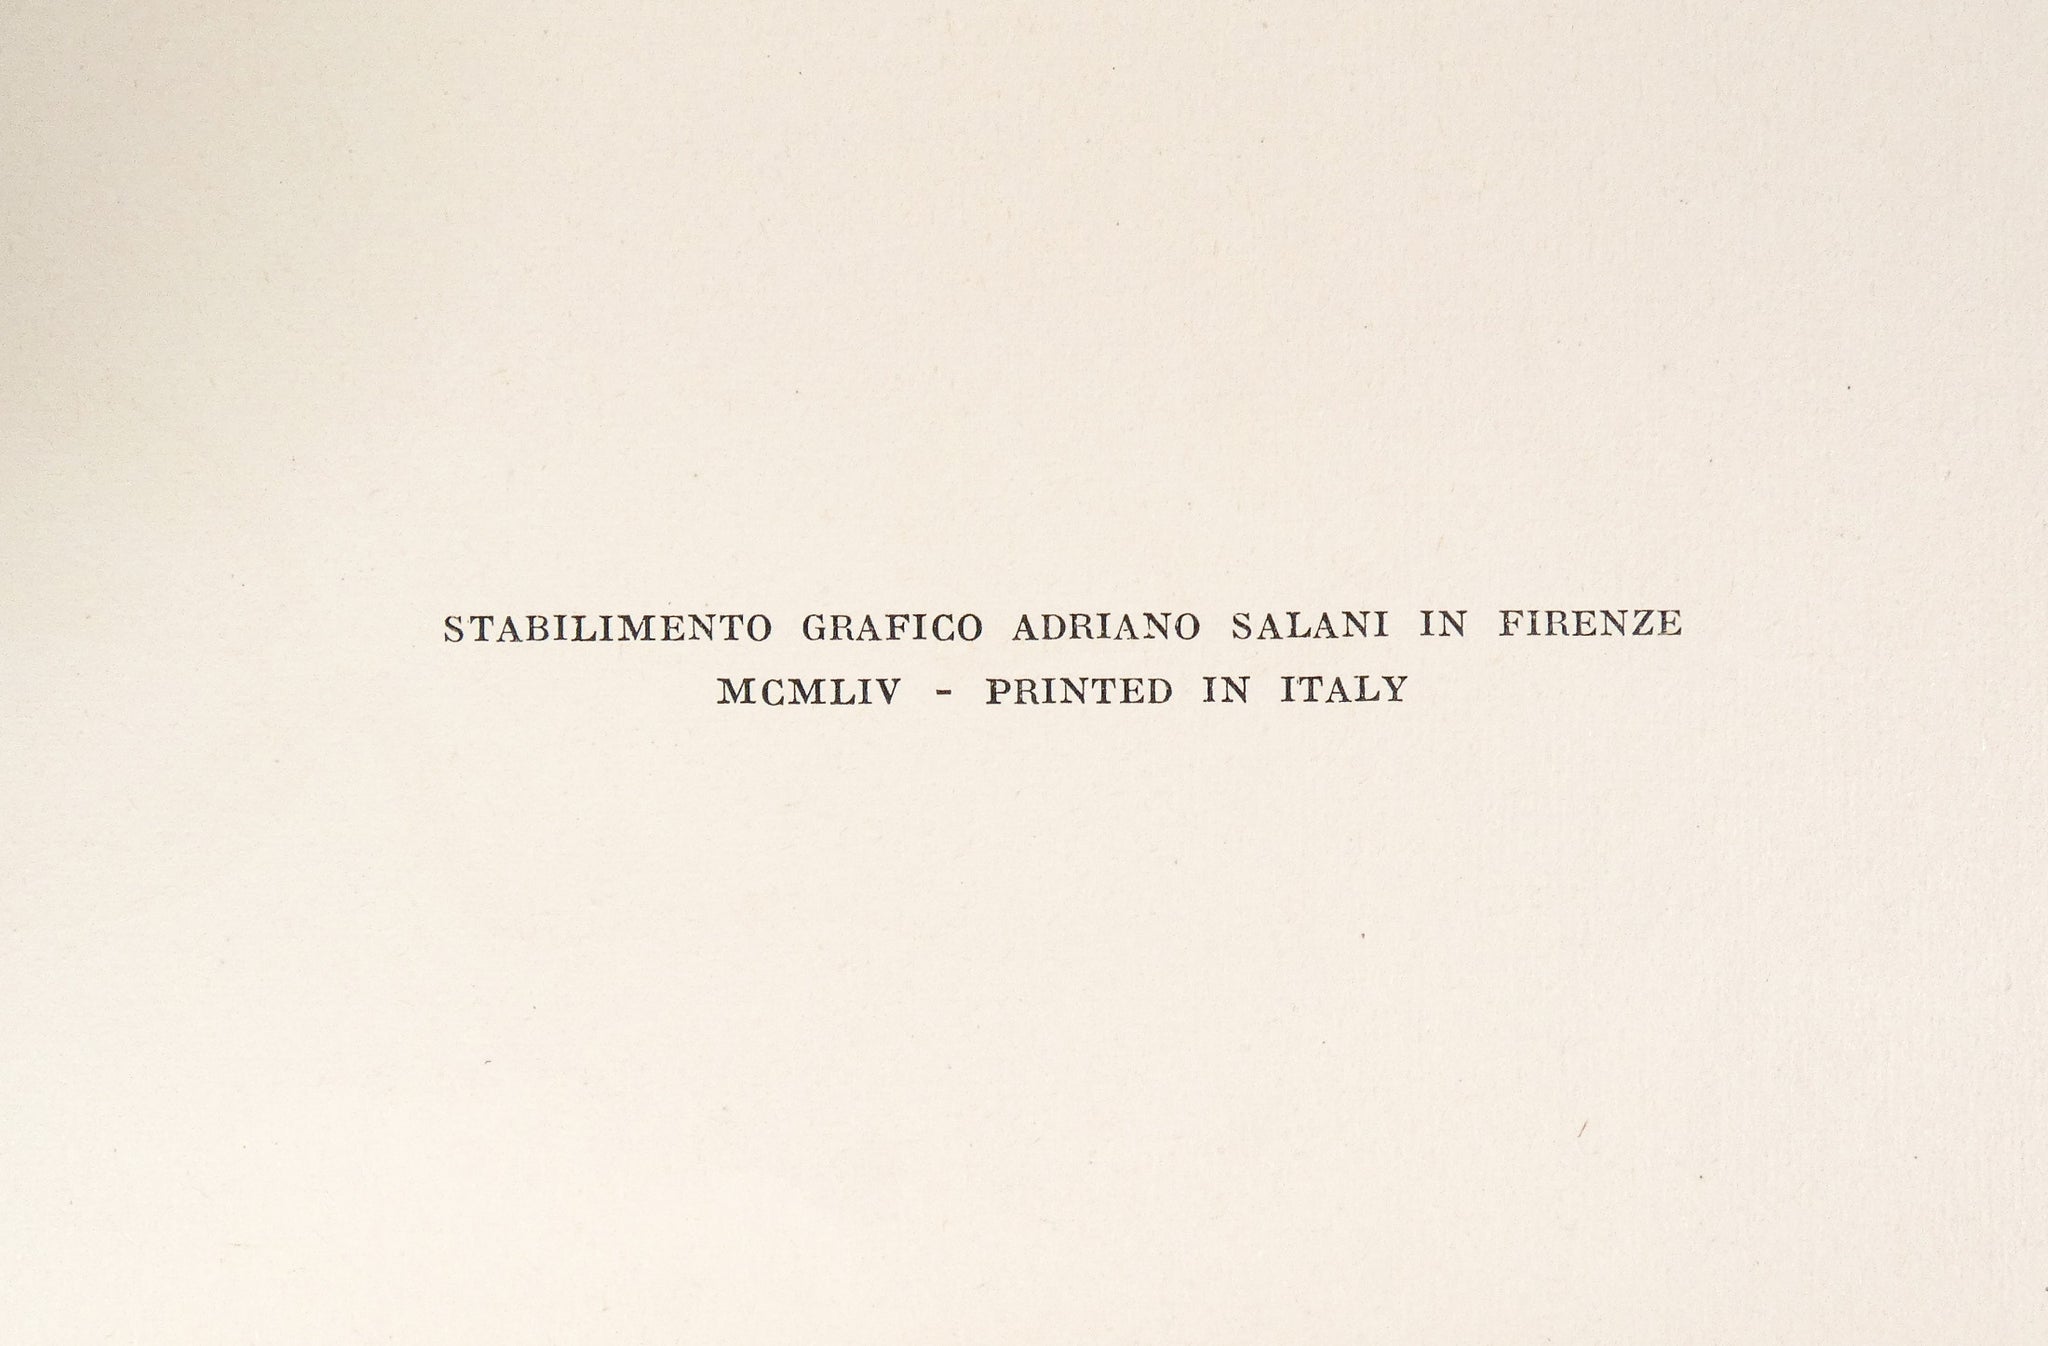 STABILIMENTO GRAFICO ADRIANO SALANI IN FIRENZE
MCMLIV - PRINTED IN ITALY